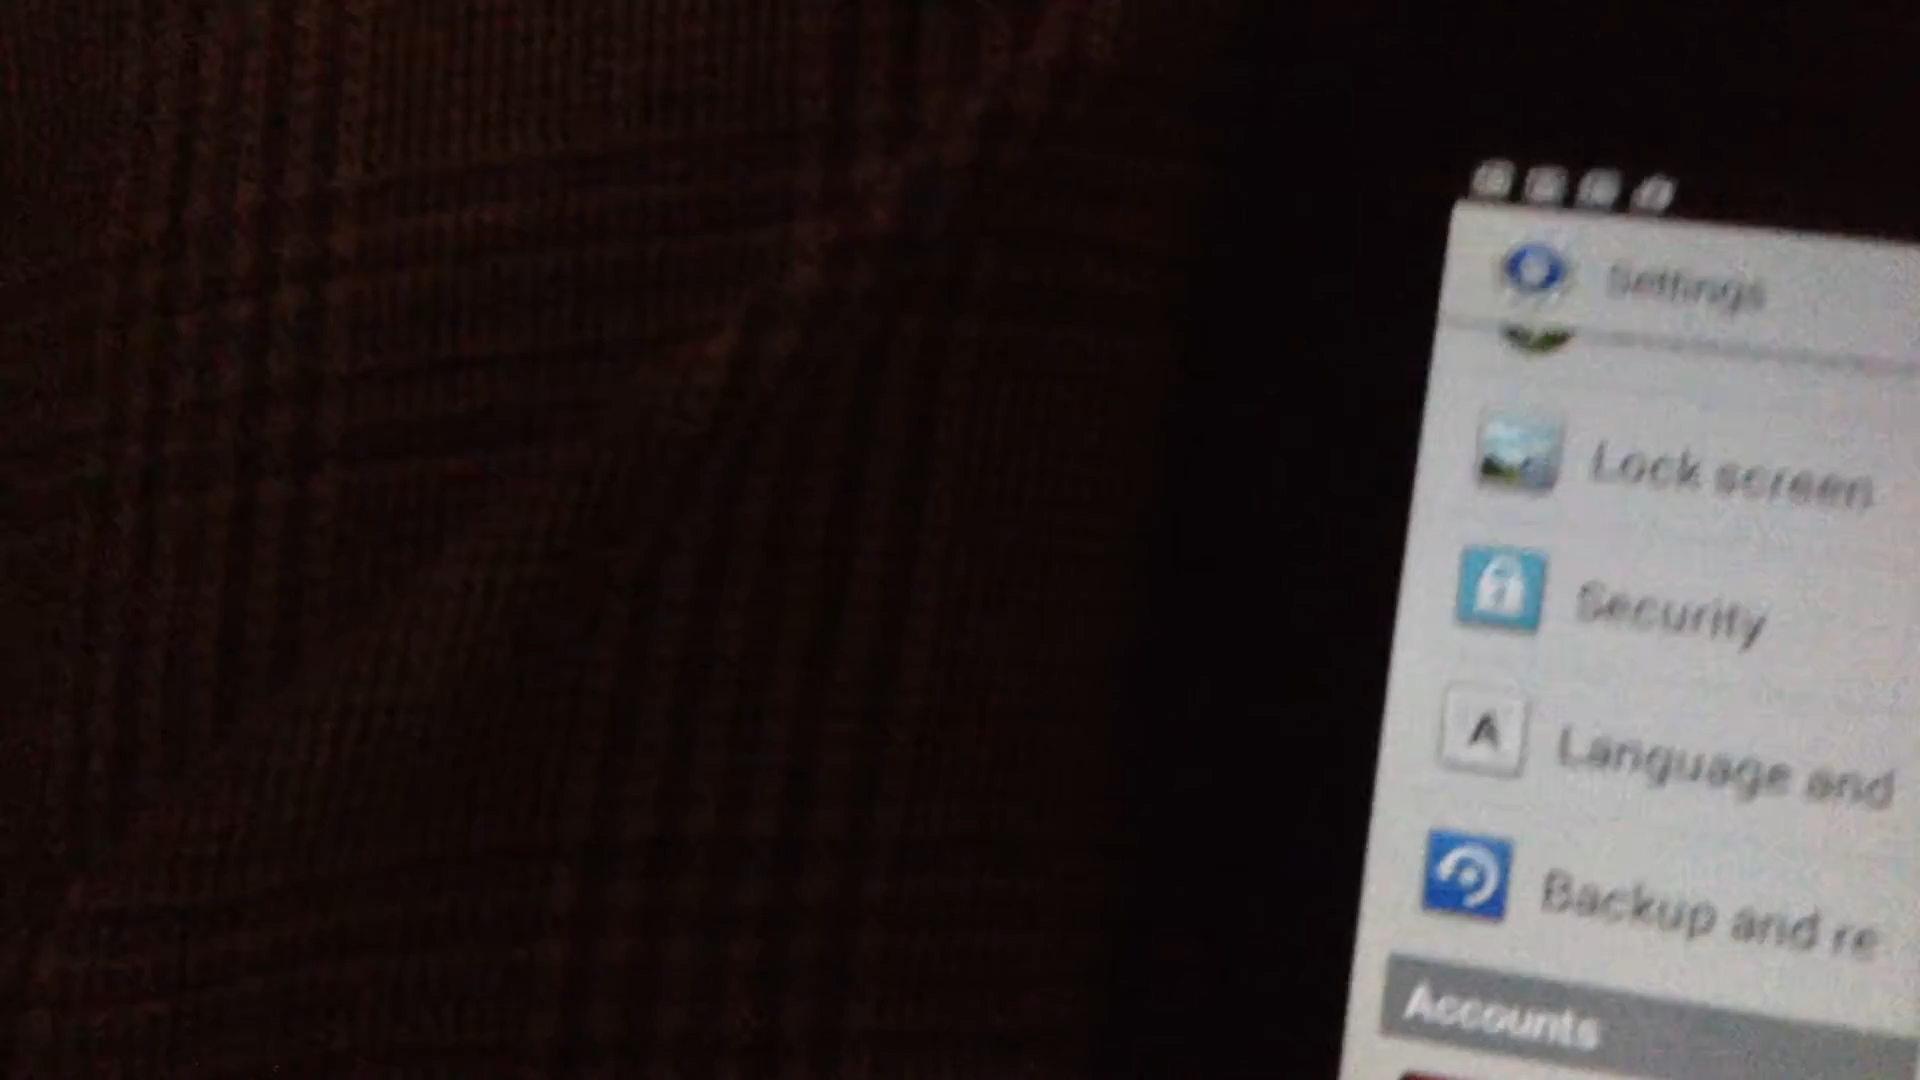 Settings
Lock screen
Security
A Language and
Backup and re
Accounts